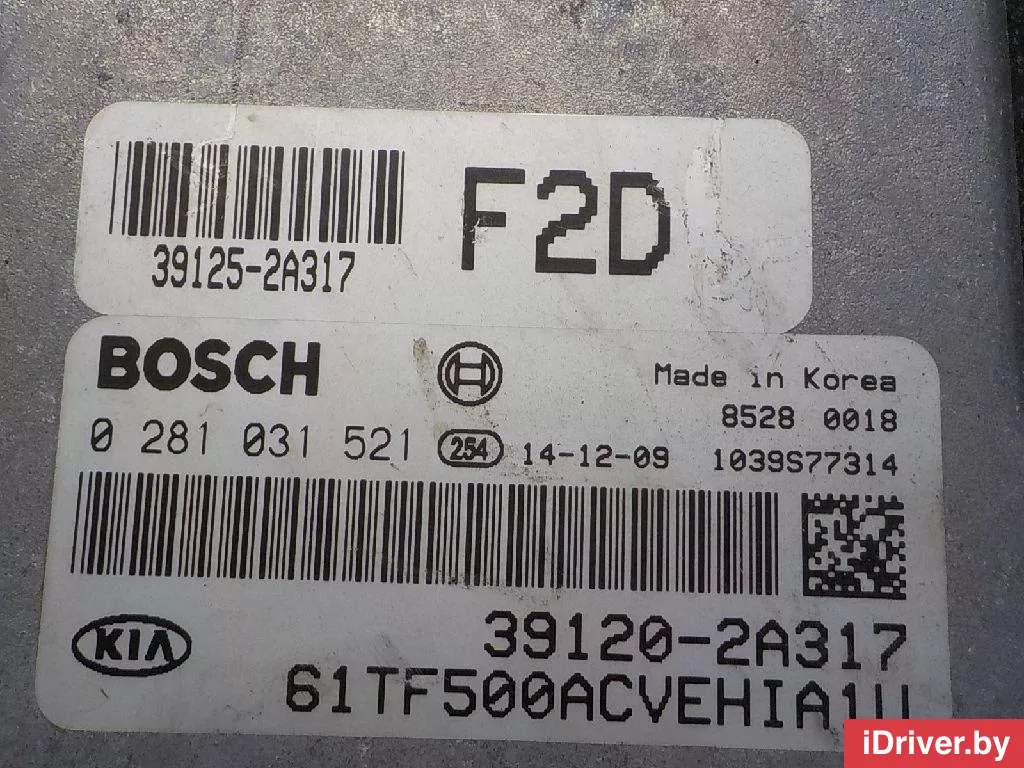 F2D
39125-2A317
BOSCH
Made in Korea
8528 0018
0 281 031 521 254 14-12-09 1039S77314
KIA
39120-2A317
iDriver.by